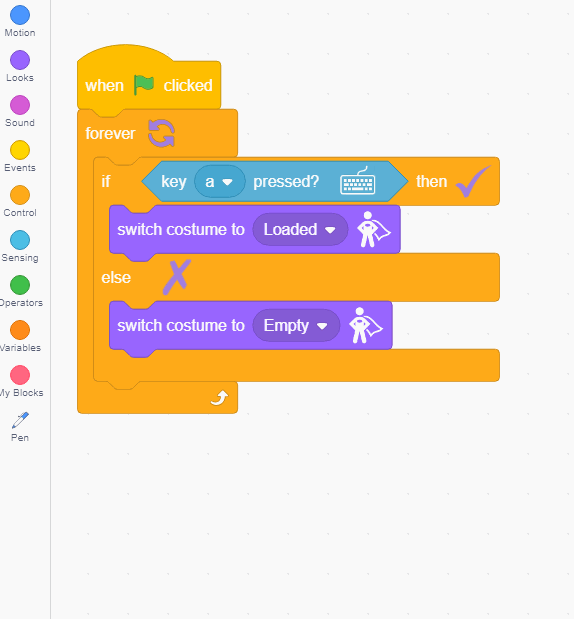 Motion
Looks
Sound
Events
Control
Sensing
Operators
Variables
My Blocks
Pen
when clicked
forever
if key a pressed? then
switch costume to Loaded
else
switch costume to Empty